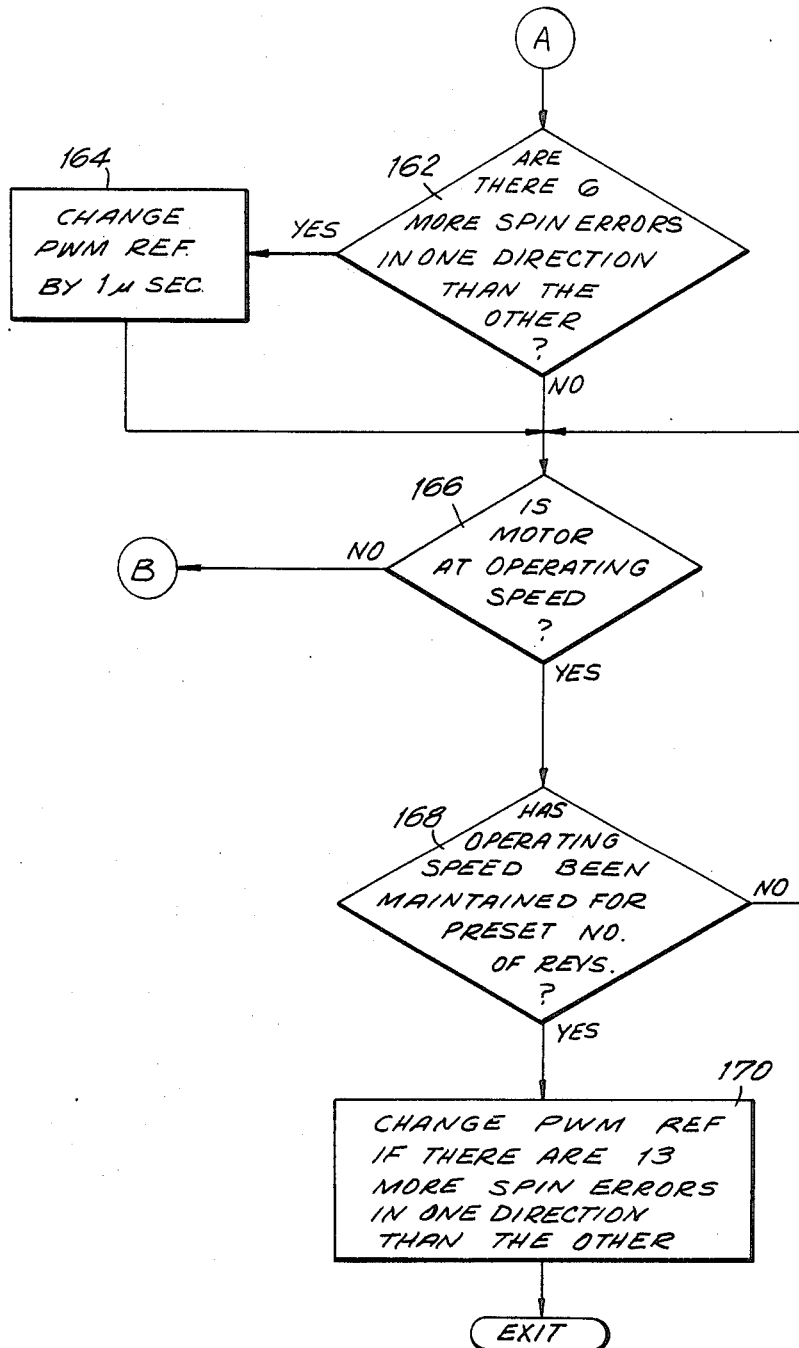 A
162
ARE
THERE 6
MORE SPIN ERRORS
IN ONE DIRECTION
THAN THE
OTHER
?
YES
NO
164
CHANGE
PWM REF.
BY 1μ SEC.
166
IS
MOTOR
AT OPERATING
SPEED
?
NO
B
YES
168
HAS
OPERATING
SPEED BEEN
MAINTAINED FOR
PRESET NO.
OF REVS.
?
NO
YES
170
CHANGE PWM REF
IF THERE ARE 13
MORE SPIN ERRORS
IN ONE DIRECTION
THAN THE OTHER
EXIT